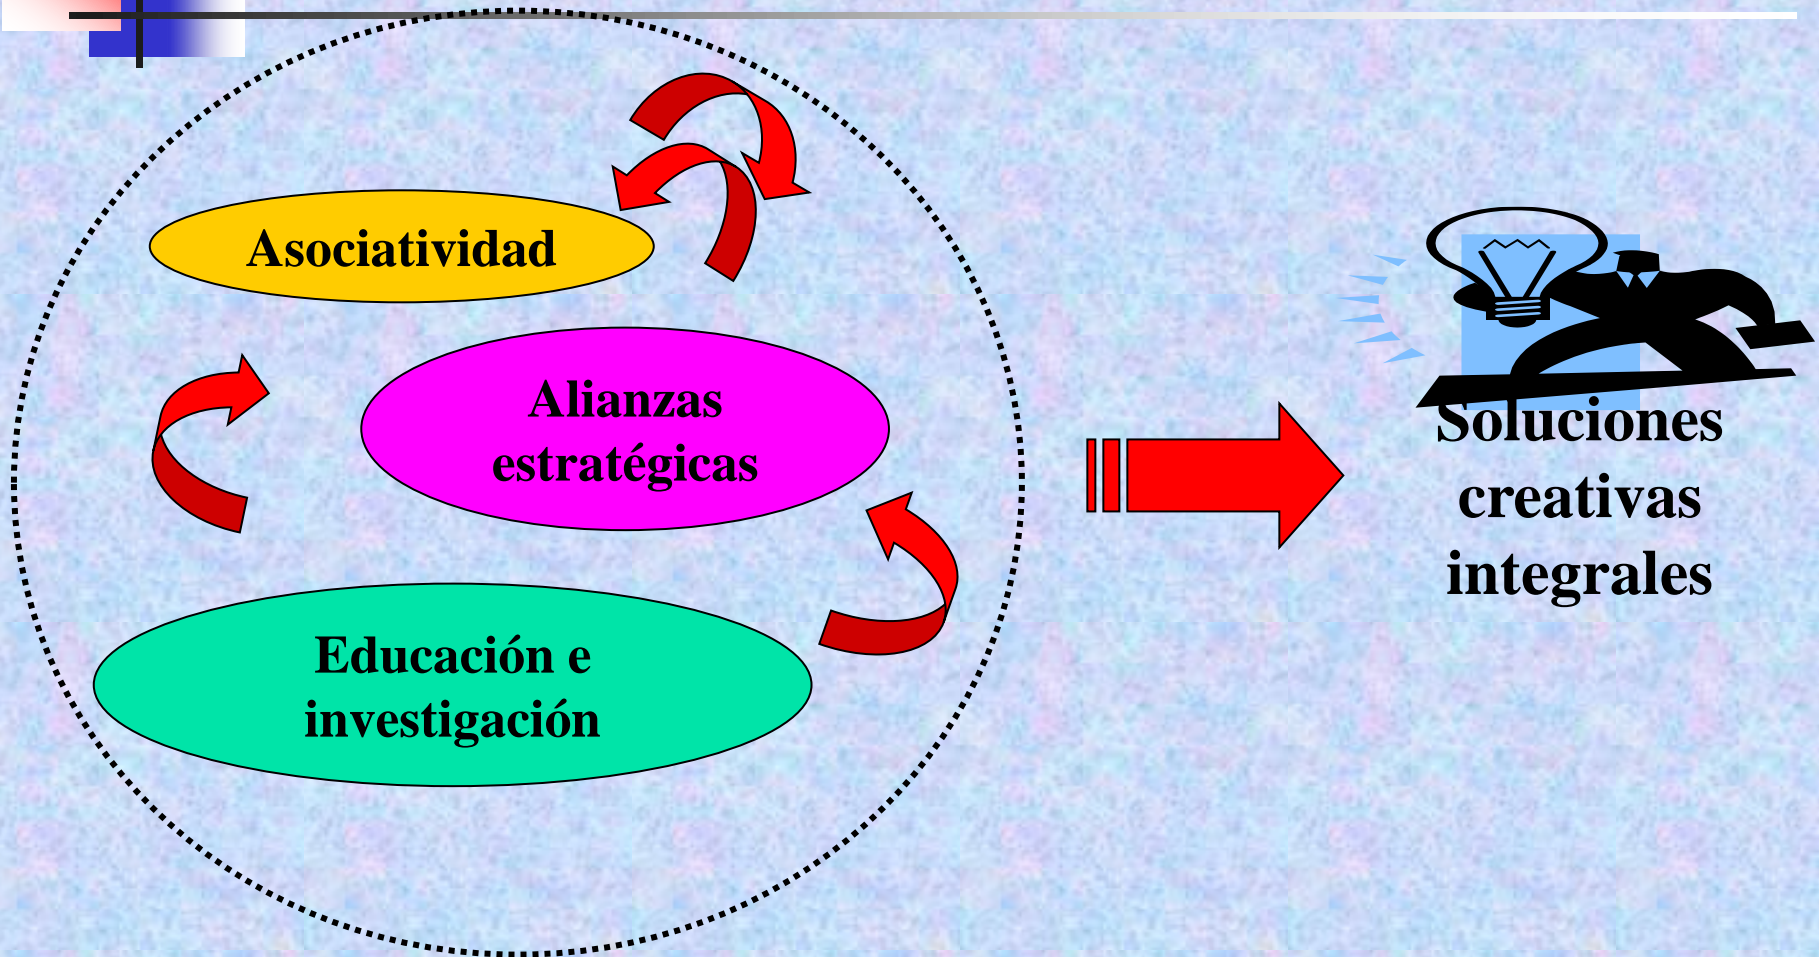 Asociatividad
Alianzas
estratégicas
Educación e
investigación
Soluciones
creativas
integrales